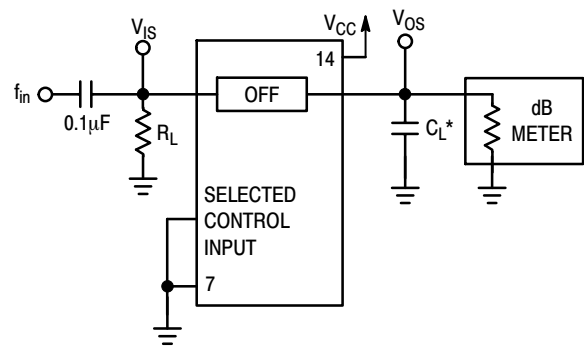 V_IS
V_CC
V_OS
14
f_in
OFF
dB
METER
0.1μF
R_L
C_L*
SELECTED
CONTROL
INPUT
7